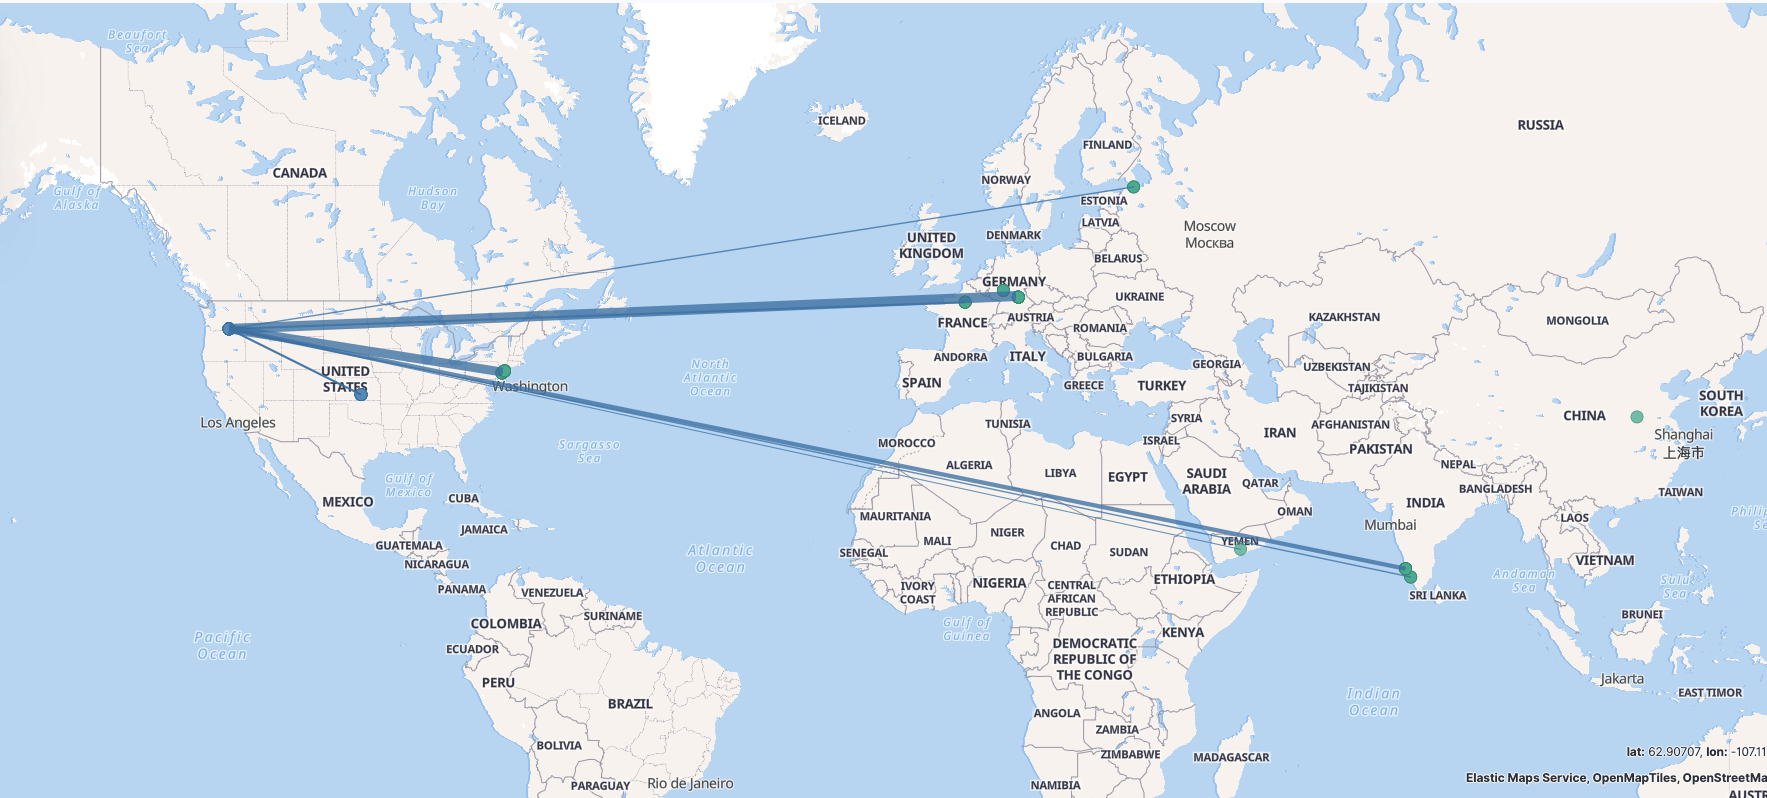 Beaufort
Sea
ICELAND
RUSSIA
FINLAND
CANADA
NORWAY
Gulf of
Alaska
Hudson
Bay
ESTONIA
LATVIA
Moscow
Москва
UNITED
KINGDOM
DENMARK
BELARUS
GERMANY
UKRAINE
FRANCE
AUSTRIA
ROMANIA
KAZAKHSTAN
MONGOLIA
ANDORRA
ITALY
BULGARIA
GEORGIA
UZBEKISTAN
UNITED
STATES
North
Atlantic
Ocean
Washington
SPAIN
GREECE
TURKEY
TAJIKISTAN
SOUTH
KOREA
Los Angeles
TUNISIA
SYRIA
AFGHANISTAN
CHINA
MOROCCO
ISRAEL
IRAN
PAKISTAN
Shanghai
上海市
Sargasso
Sea
ALGERIA
LIBYA
EGYPT
SAUDI
ARABIA
QATAR
NEPAL
BANGLADESH
TAIWAN
Gulf of
Mexico
MEXICO
CUBA
INDIA
OMAN
MAURITANIA
Mumbai
LAOS
Philip
Se
JAMAICA
NIGER
MALI
CHAD
SUDAN
YEMEN
GUATEMALA
NICARAGUA
SENEGAL
Atlantic
Ocean
VIETNAM
PANAMA
VENEZUELA
IVORY
COAST
NIGERIA
CENTRAL
AFRICAN
REPUBLIC
ETHIOPIA
SRI LANKA
Andaman
Sea
Sulu
Sea
COLOMBIA
SURINAME
Gulf of
Guinea
KENYA
BRUNEI
Pacific
Ocean
ECUADOR
DEMOCRATIC
REPUBLIC OF
THE CONGO
PERU
Jakarta
BRAZIL
Indian
Ocean
EAST TIMOR
ANGOLA
ZAMBIA
BOLIVIA
ZIMBABWE
MADAGASCAR
lat: 62.90707, lon: -107.11
PARAGUAY
Rio de Janeiro
NAMIBIA
Elastic Maps Service, OpenMapTiles, OpenStreetMa
AUSTR